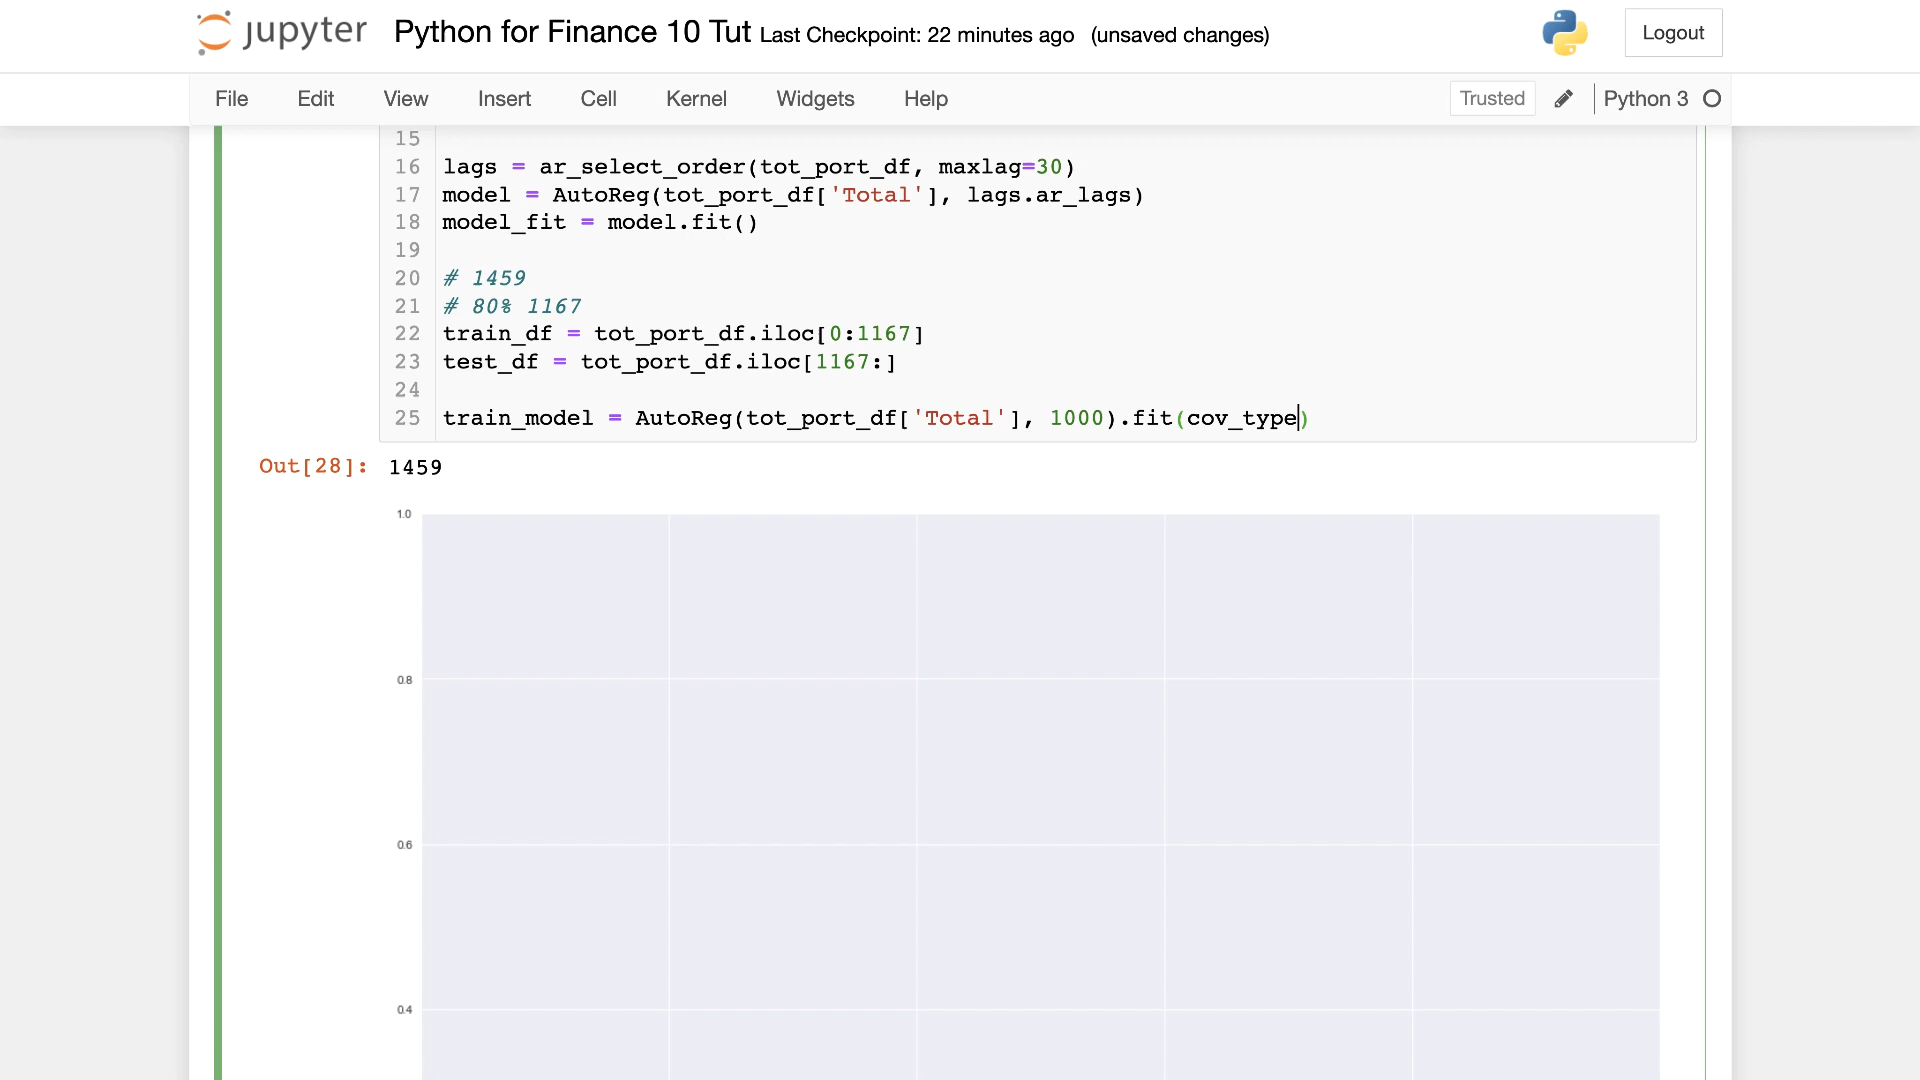 jupyter Python for Finance 10 Tut Last Checkpoint: 22 minutes ago (unsaved changes) Logout
File Edit View Insert Cell Kernel Widgets Help Trusted Python 3
15
16 lags = ar_select_order(tot_port_df, maxlag=30)
17 model = AutoReg(tot_port_df['Total'], lags.ar_lags)
18 model_fit = model.fit()
19
20 # 1459
21 # 80% 1167
22 train_df = tot_port_df.iloc[0:1167]
23 test_df = tot_port_df.iloc[1167:]
24
25 train_model = AutoReg(tot_port_df['Total'], 1000).fit(cov_type)
Out[28]: 1459
1.0
0.8
0.6
0.4